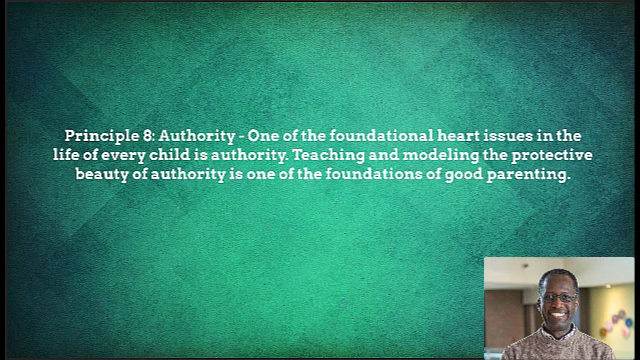 Principle 8: Authority - One of the foundational heart issues in the
life of every child is authority. Teaching and modeling the protective
beauty of authority is one of the foundations of good parenting.